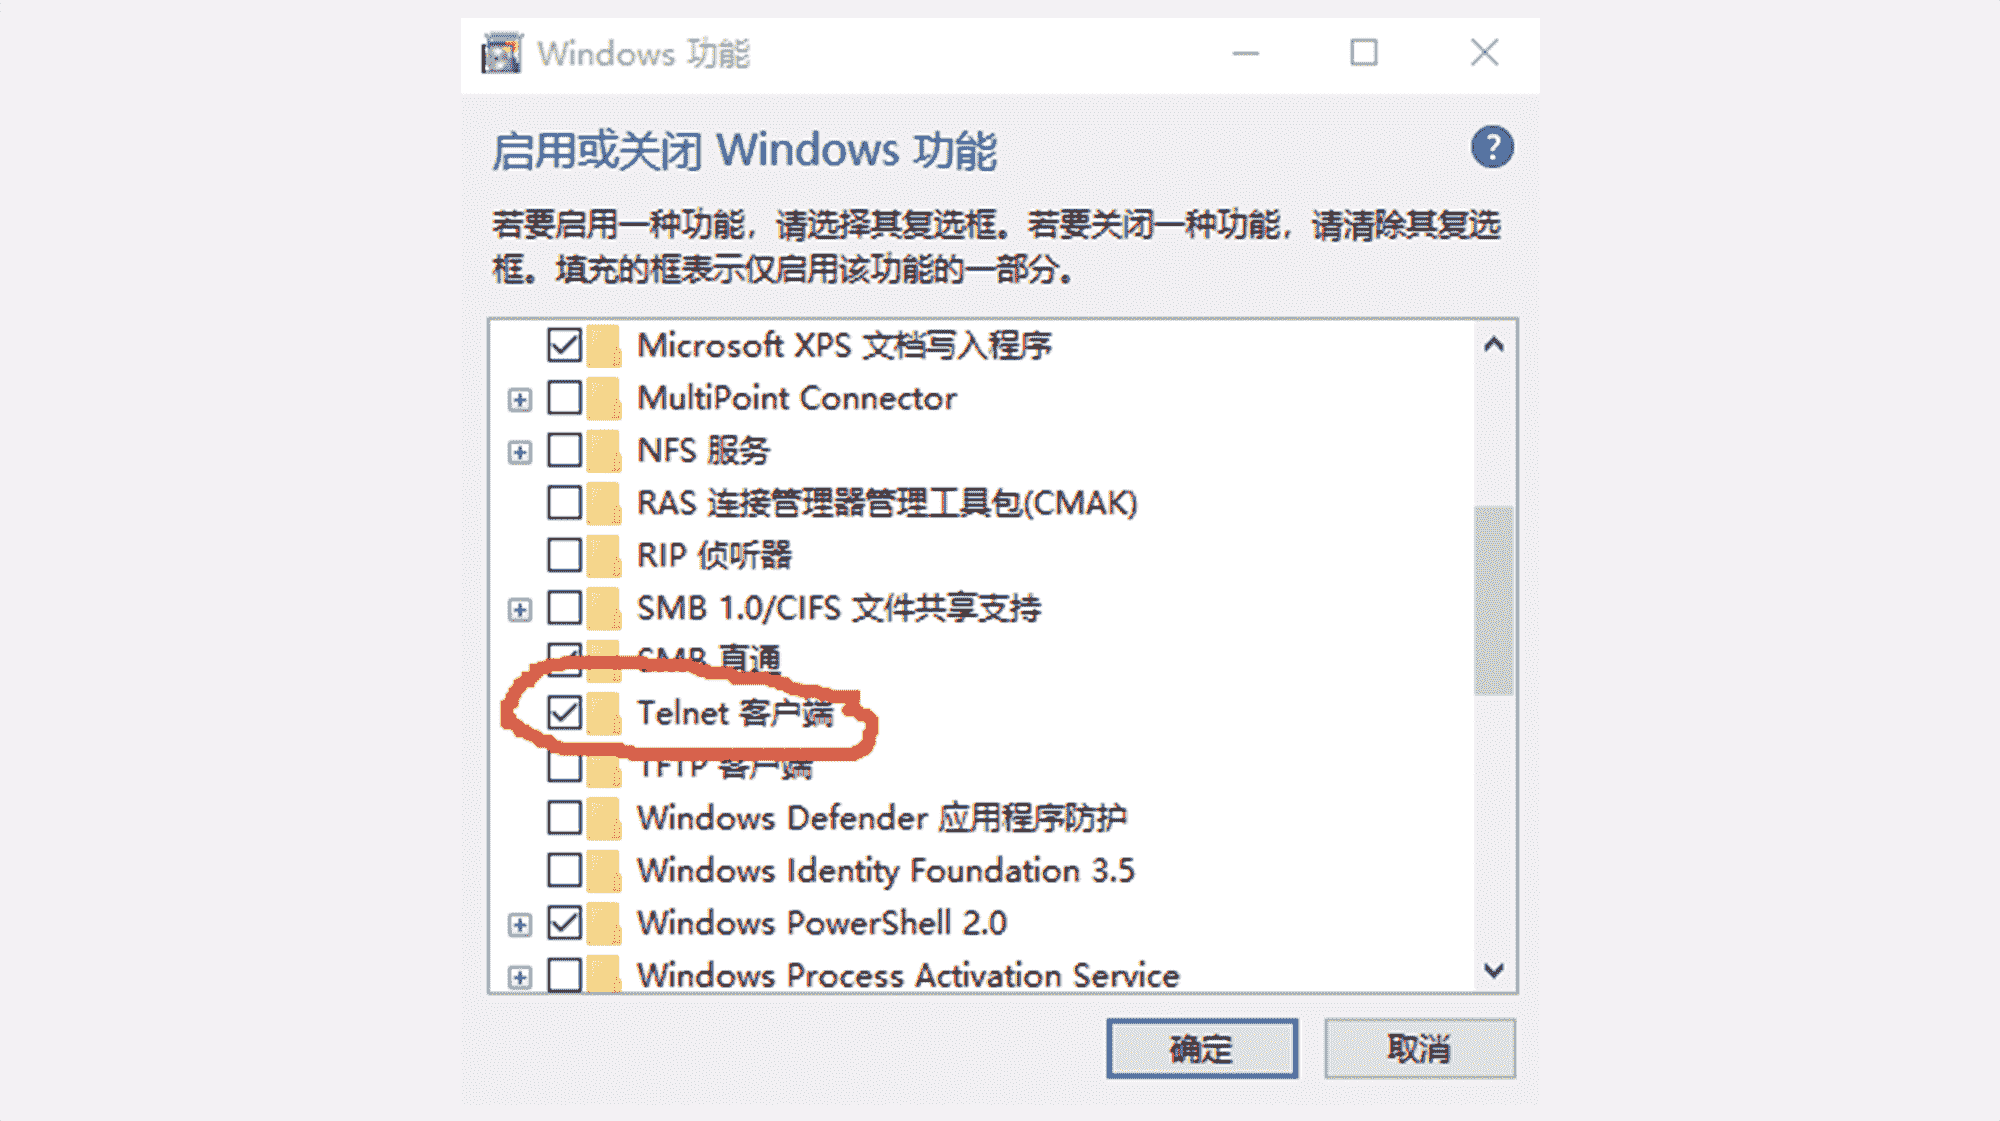 Windows 功能
启用或关闭 Windows 功能
?
若要启用一种功能，请选择其复选框。若要关闭一种功能，请清除其复选
框。填充的框表示仅启用该功能的一部分。
Microsoft XPS 文档写入程序
MultiPoint Connector
NFS 服务
RAS 连接管理器管理工具包(CMAK)
RIP 侦听器
SMB 1.0/CIFS 文件共享支持
SMB 直通
Telnet 客户端
TFTP 客户端
Windows Defender 应用程序防护
Windows Identity Foundation 3.5
Windows PowerShell 2.0
Windows Process Activation Service
确定
取消